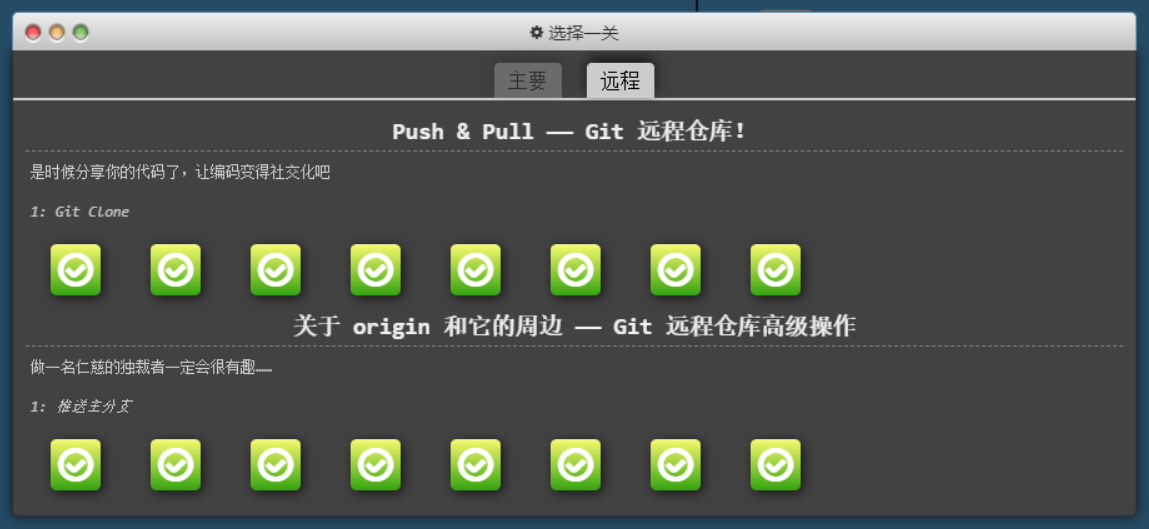 选择一关
主要
远程
Push & Pull —— Git 远程仓库!
是时候分享你的代码了，让编码变得社交化吧
1: Git Clone
关于 origin 和它的周边 —— Git 远程仓库高级操作
做一名仁慈的独裁者一定会很有趣……
1: 推送主分支